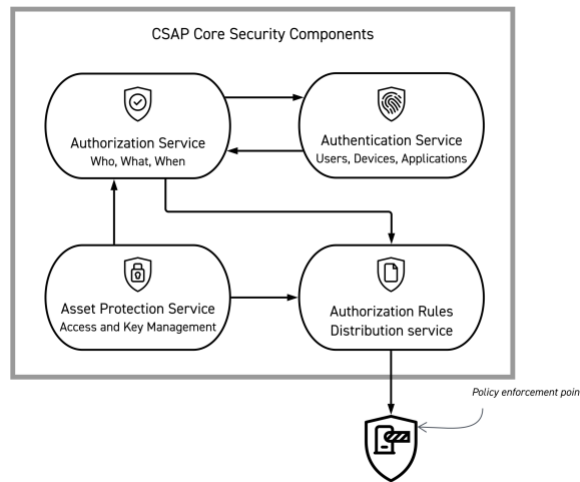 CSAP Core Security Components
Authorization Service
Who, What, When
Authentication Service
Users, Devices, Applications
Asset Protection Service
Access and Key Management
Authorization Rules
Distribution service
Policy enforcement poin